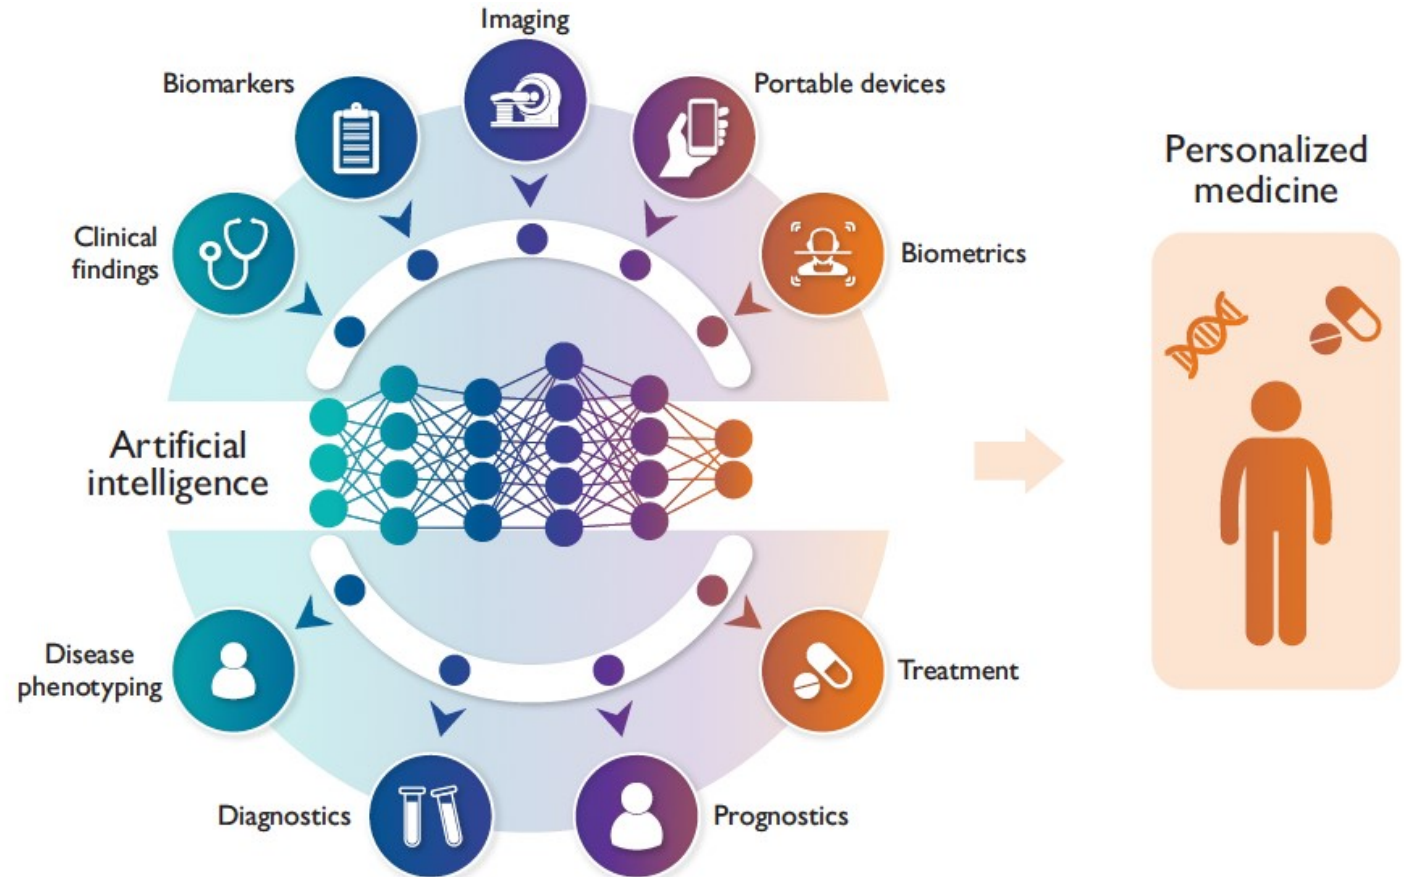 Imaging
Biomarkers
Portable devices
Clinical
findings
Biometrics
Personalized
medicine
Artificial
intelligence
Disease
phenotyping
Treatment
Diagnostics
Prognostics